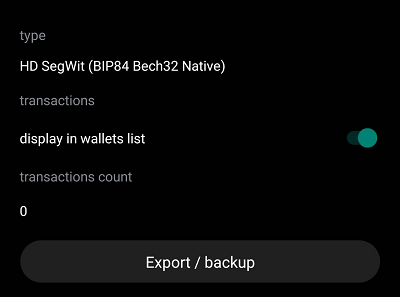 type
HD SegWit (BIP84 Bech32 Native)
transactions
display in wallets list
transactions count
0
Export / backup